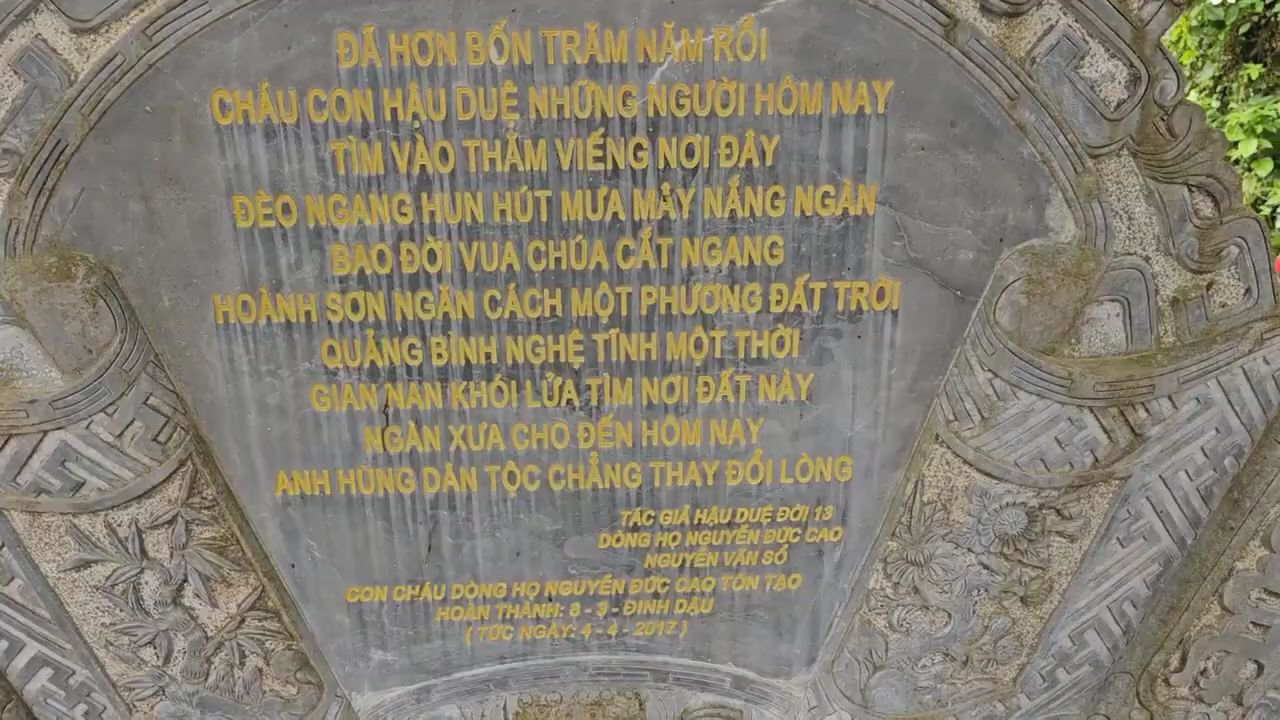 ĐÃ HƠN BỐN TRĂM NĂM RỒI
CHÁU CON HẬU DUỆ NHỮNG NGƯỜI HÔM NAY
TÌM VÀO THĂM VIẾNG NƠI ĐÂY
ĐÈO NGANG HUN HÚT MƯA MÂY NẮNG NGÀN
BAO ĐỜI VUA CHÚA CẮT NGANG
HOÀNH SƠN NGĂN CÁCH MỘT PHƯƠNG ĐẤT TRỜI
QUẢNG BÌNH NGHỆ TĨNH MỘT THỜI
GIAN NAN KHÓI LỬA TÌM NƠI ĐẤT NÀY
NGÀN XƯA CHO ĐẾN HÔM NAY
ANH HÙNG DÂN TỘC CHẲNG THAY ĐỔI LÒNG
TÁC GIẢ HẬU DUỆ ĐỜI 13
DÒNG HỌ NGUYỄN ĐỨC CAO
NGUYỄN VĂN SỔ
CON CHÁU DÒNG HỌ NGUYỄN ĐỨC CAO TÔN TẠO
HOÀN THÀNH: 8 - 3 - ĐINH DẬU
( TỨC NGÀY: 4 - 4 - 2017 )